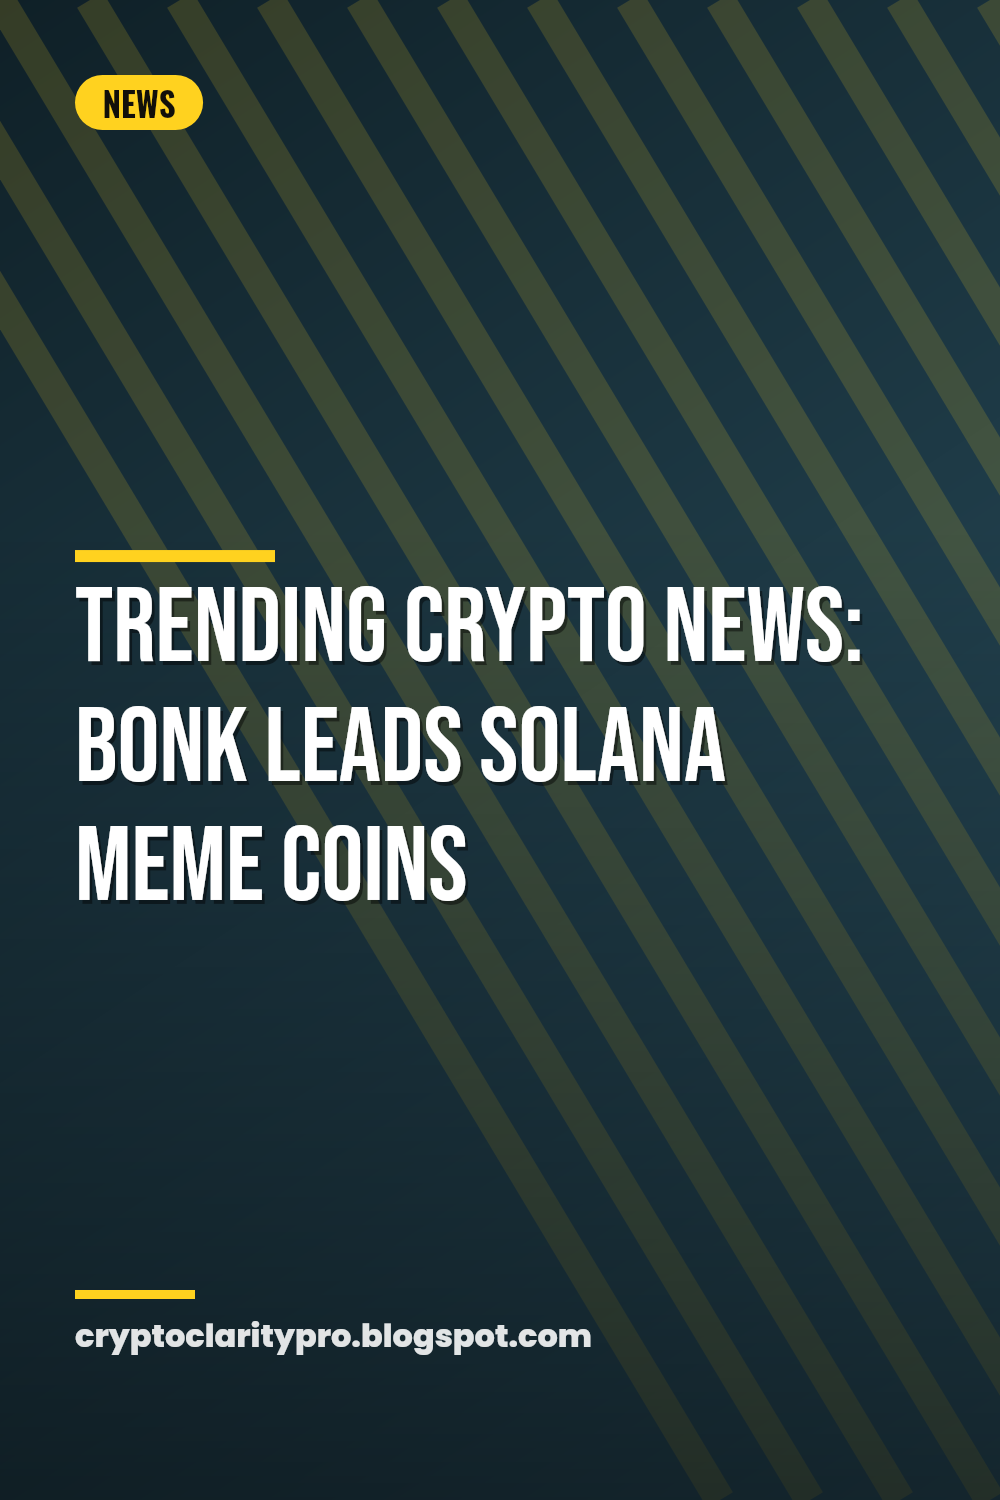 NEWS
TRENDING CRYPTO NEWS:
BONK LEADS SOLANA
MEME COINS
cryptoclaritypro.blogspot.com